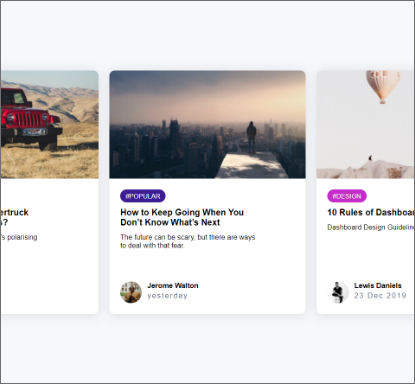 ertruck
s?
's polarising
#POPULAR
How to Keep Going When You
Don't Know What's Next
The future can be scary, but there are ways
to deal with that fear.
Jerome Walton
yesterday
#DESIGN
10 Rules of Dashboar
Dashboard Design Guidelin
Lewis Daniels
23 Dec 2019